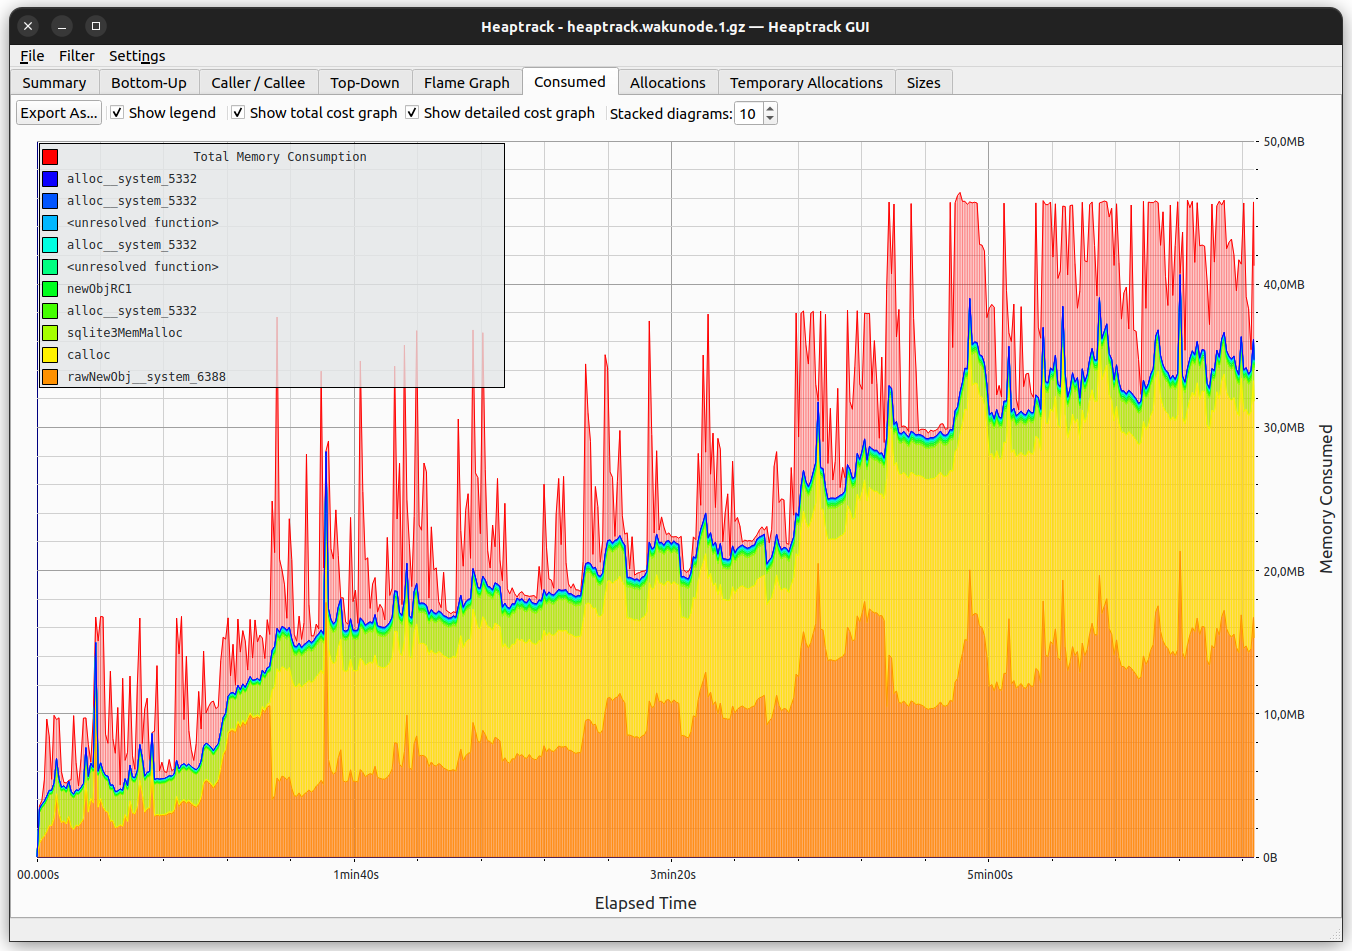 Heaptrack - heaptrack.wakunode.1.gz — Heaptrack GUI
File Filter Settings
Summary Bottom-Up Caller / Callee Top-Down Flame Graph Consumed Allocations Temporary Allocations Sizes
Export As... Show legend Show total cost graph Show detailed cost graph Stacked diagrams: 10
Total Memory Consumption
alloc__system_5332
alloc__system_5332
<unresolved function>
alloc__system_5332
<unresolved function>
newObjRC1
alloc__system_5332
sqlite3MemMalloc
calloc
rawNewObj__system_6388
50,0MB
40,0MB
30,0MB
20,0MB
10,0MB
0B
Memory Consumed
00.000s 1min40s 3min20s 5min00s
Elapsed Time